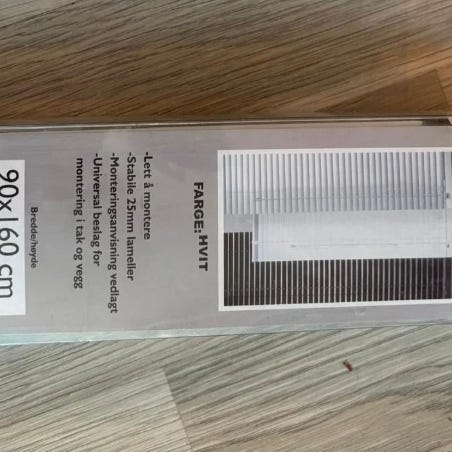 FARGE: HVIT
-Lett å montere
-Stabile 25mm lameller
-Monteringsanvisning vedlagt
-Universal beslag for
montering i tak og vegg
Bredde/høyde
90x160 cm